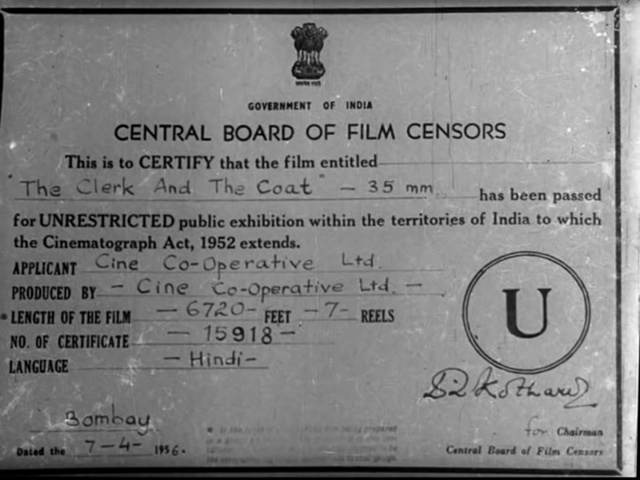 GOVERNMENT OF INDIA
CENTRAL BOARD OF FILM CENSORS
This is to CERTIFY that the film entitled
"The Clerk And The Coat" – 35 mm has been passed
for UNRESTRICTED public exhibition within the territories of India to which
the Cinematograph Act, 1952 extends.
APPLICANT Cine Co-Operative Ltd.
PRODUCED BY – Cine Co-Operative Ltd. –
LENGTH OF THE FILM – 6720 – FEET – 7 – REELS
NO. OF CERTIFICATE – 15918 –
LANGUAGE – Hindi –
U
Bombay
for Chairman
Dated the 7-4- 1956.
Central Board of Film Censors